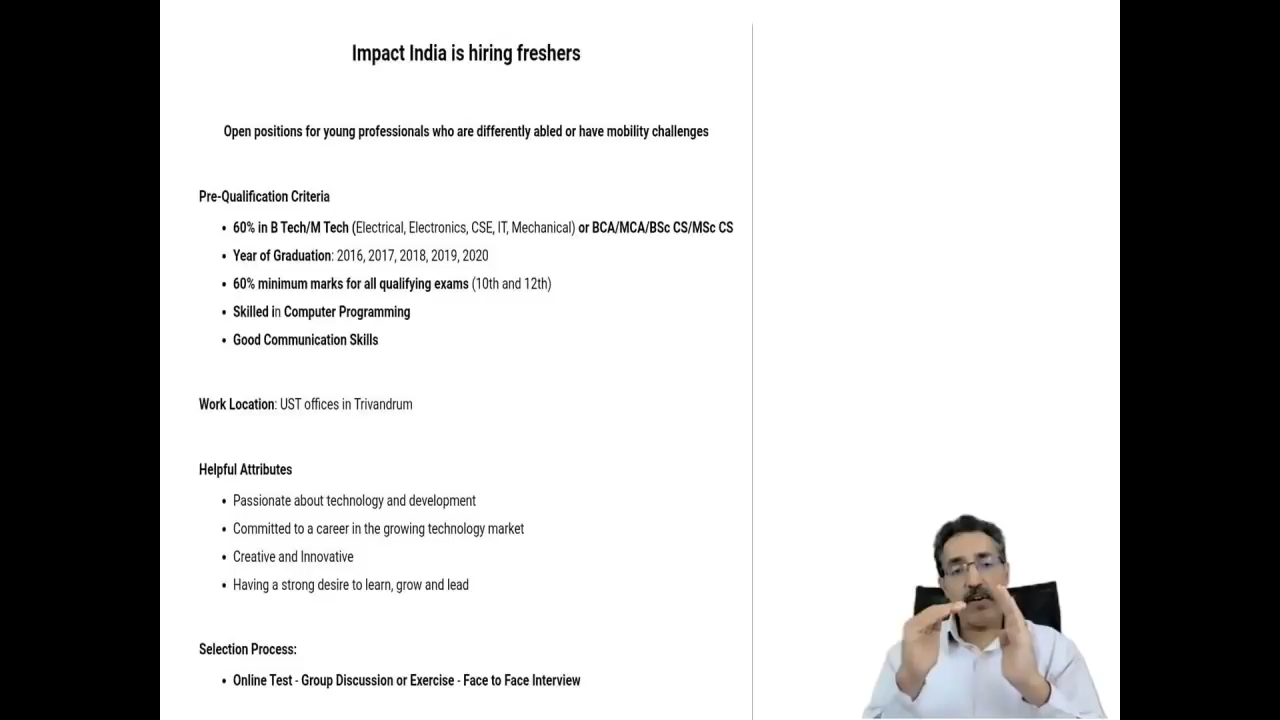 Impact India is hiring freshers
Open positions for young professionals who are differently abled or have mobility challenges
Pre-Qualification Criteria
• 60% in B Tech/M Tech (Electrical, Electronics, CSE, IT, Mechanical) or BCA/MCA/BSc CS/MSc CS
• Year of Graduation: 2016, 2017, 2018, 2019, 2020
• 60% minimum marks for all qualifying exams (10th and 12th)
• Skilled in Computer Programming
• Good Communication Skills
Work Location: UST offices in Trivandrum
Helpful Attributes
• Passionate about technology and development
• Committed to a career in the growing technology market
• Creative and Innovative
• Having a strong desire to learn, grow and lead
Selection Process:
• Online Test - Group Discussion or Exercise - Face to Face Interview